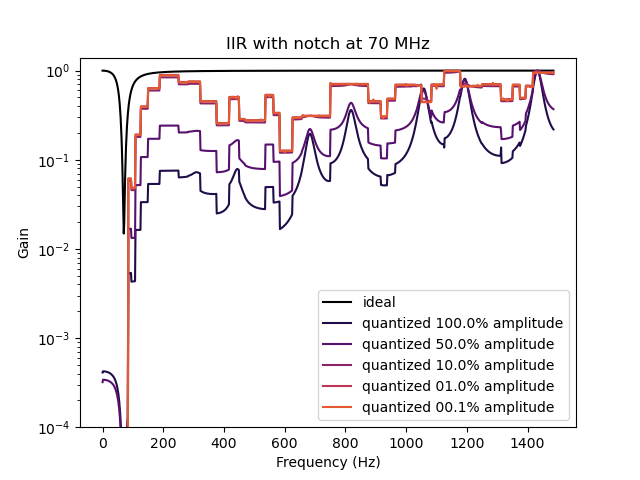 IIR with notch at 70 MHz
Gain
10⁰
10⁻¹
10⁻²
10⁻³
10⁻⁴
ideal
quantized 100.0% amplitude
quantized 50.0% amplitude
quantized 10.0% amplitude
quantized 01.0% amplitude
quantized 00.1% amplitude
0 200 400 600 800 1000 1200 1400
Frequency (Hz)